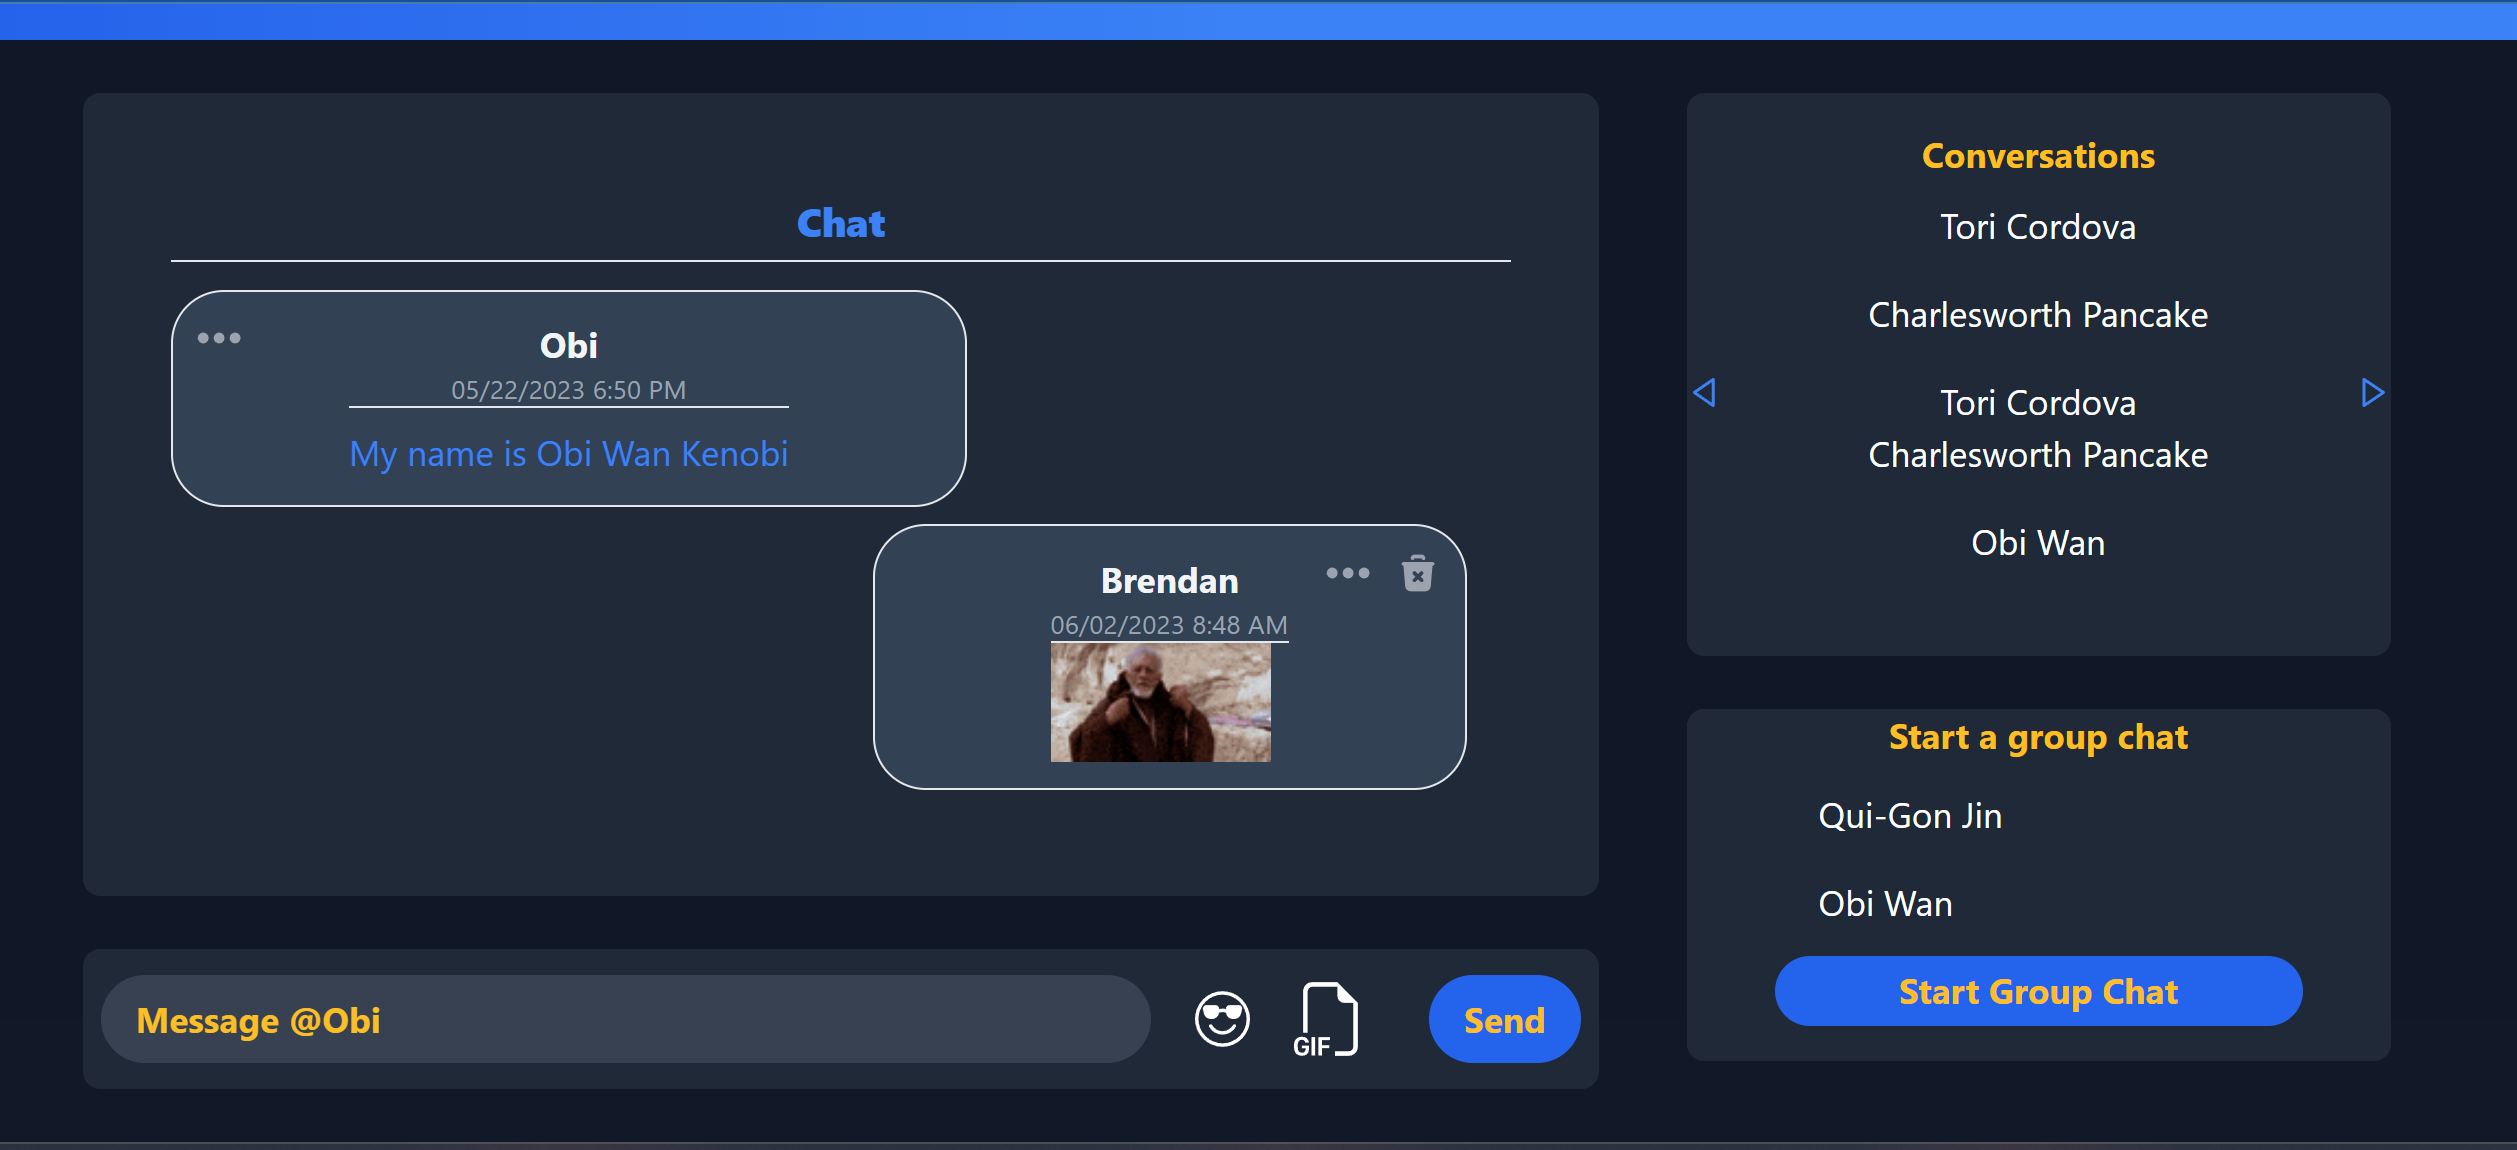 Chat
Obi
05/22/2023 6:50 PM
My name is Obi Wan Kenobi
Brendan
06/02/2023 8:48 AM
Message @Obi
GIF
Send
Conversations
Tori Cordova
Charlesworth Pancake
Tori Cordova
Charlesworth Pancake
Obi Wan
Start a group chat
Qui-Gon Jin
Obi Wan
Start Group Chat